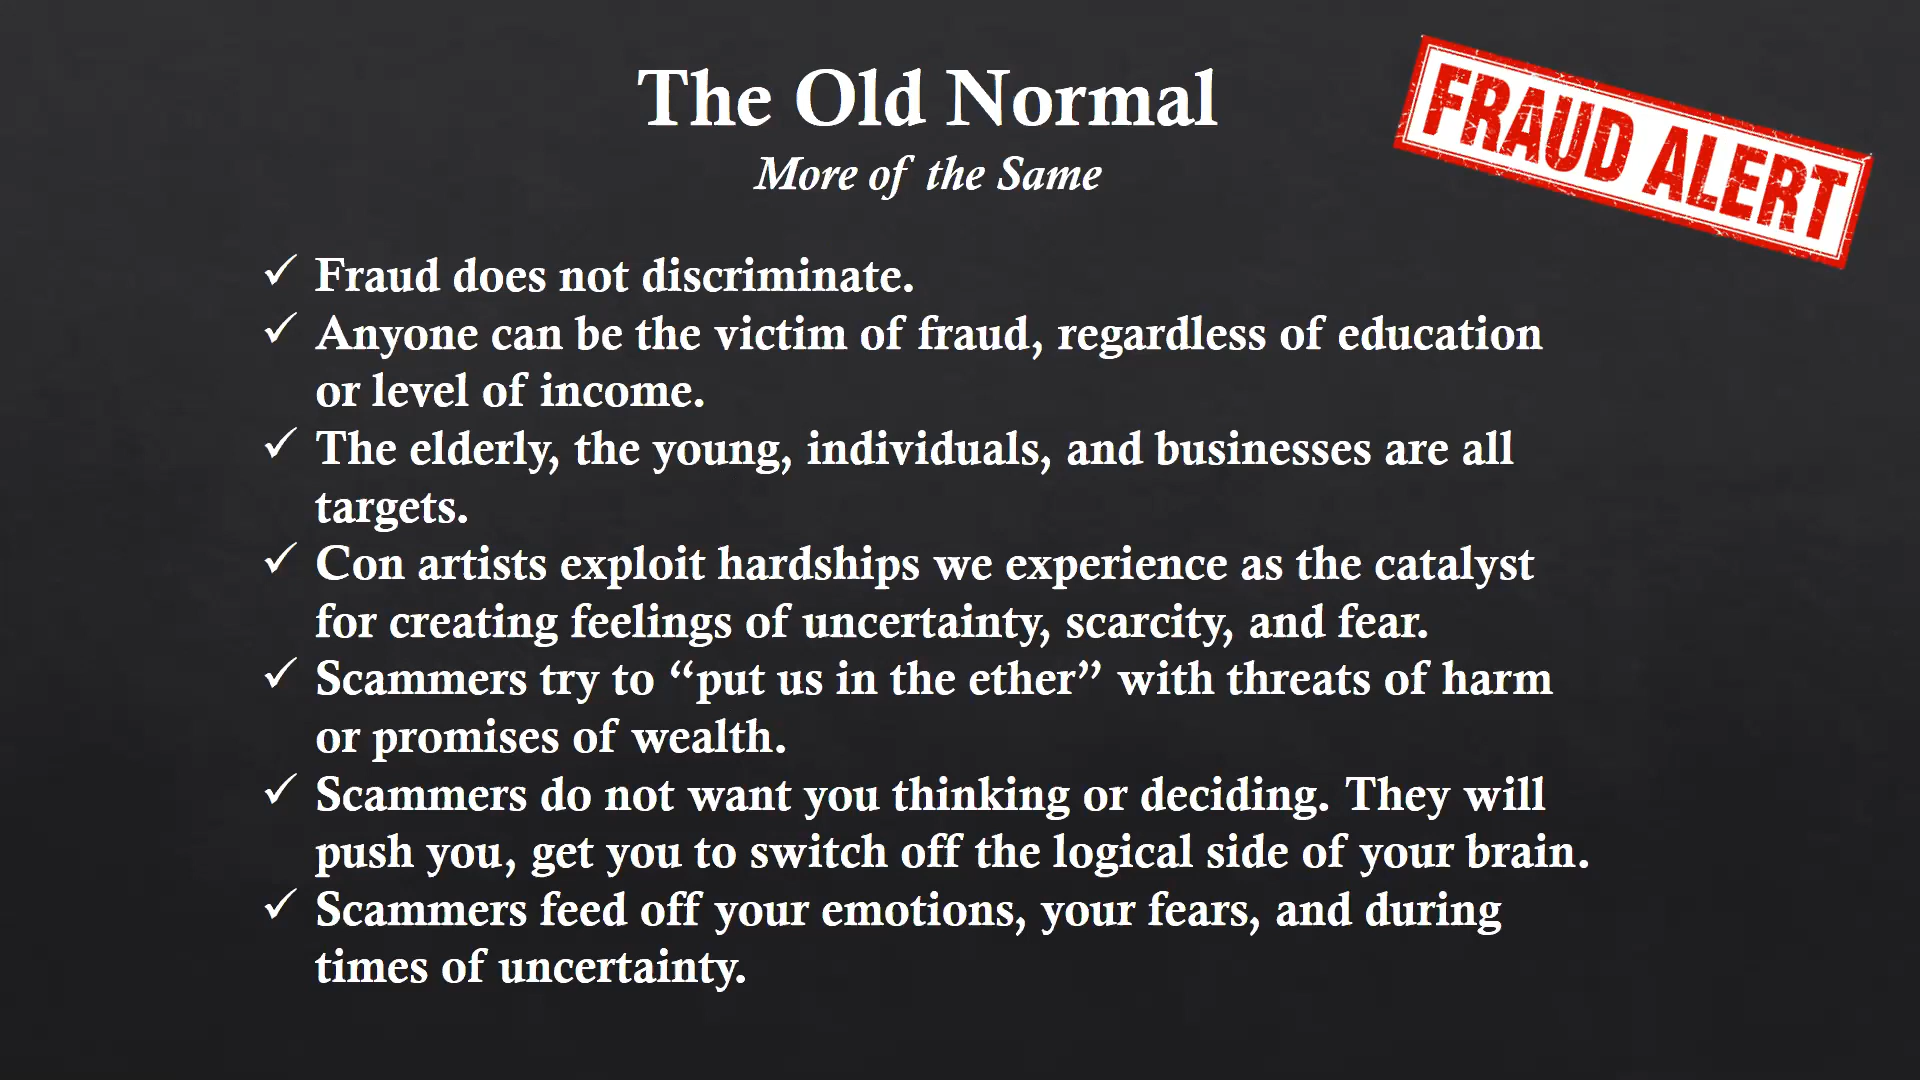 The Old Normal
More of the Same
FRAUD ALERT
✓ Fraud does not discriminate.
✓ Anyone can be the victim of fraud, regardless of education
or level of income.
✓ The elderly, the young, individuals, and businesses are all
targets.
✓ Con artists exploit hardships we experience as the catalyst
for creating feelings of uncertainty, scarcity, and fear.
✓ Scammers try to “put us in the ether” with threats of harm
or promises of wealth.
✓ Scammers do not want you thinking or deciding. They will
push you, get you to switch off the logical side of your brain.
✓ Scammers feed off your emotions, your fears, and during
times of uncertainty.